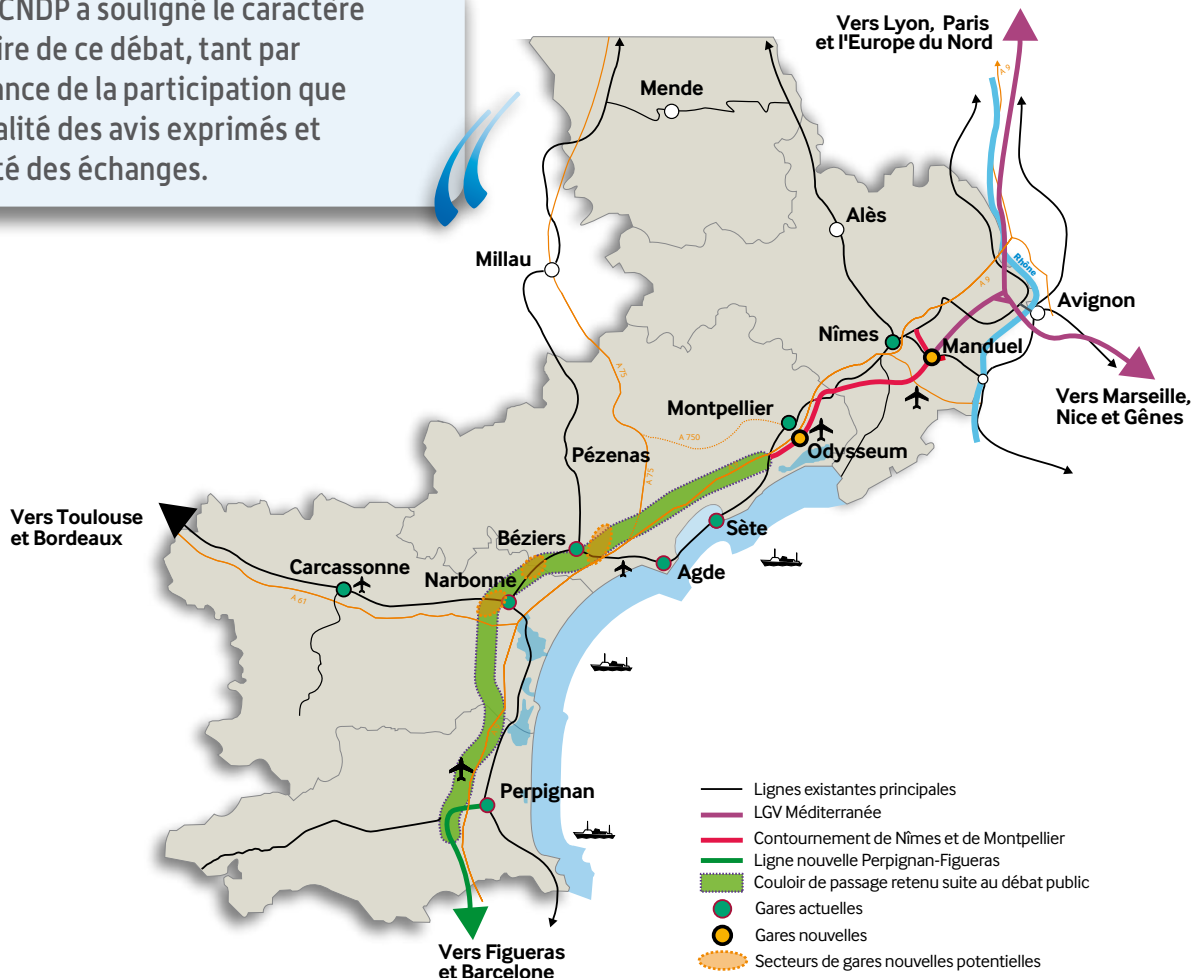 CNDP a souligné le caractère
ire de ce débat, tant par
ance de la participation que
alité des avis exprimés et
té des échanges.
Vers Lyon, Paris
et l'Europe du Nord
A 9
Mende
Alès
Millau
Rhône
A 9
Avignon
Nîmes
Manduel
A 75
Vers Marseille,
Nice et Gênes
Montpellier
A 750
Odysseum
Pézenas
A 75
Vers Toulouse
et Bordeaux
Béziers
Sète
Agde
Carcassonne
Narbonne
A 61
Perpignan
Vers Figueras
et Barcelone
Lignes existantes principales
LGV Méditerranée
Contournement de Nîmes et de Montpellier
Ligne nouvelle Perpignan-Figueras
Couloir de passage retenu suite au débat public
Gares actuelles
Gares nouvelles
Secteurs de gares nouvelles potentielles